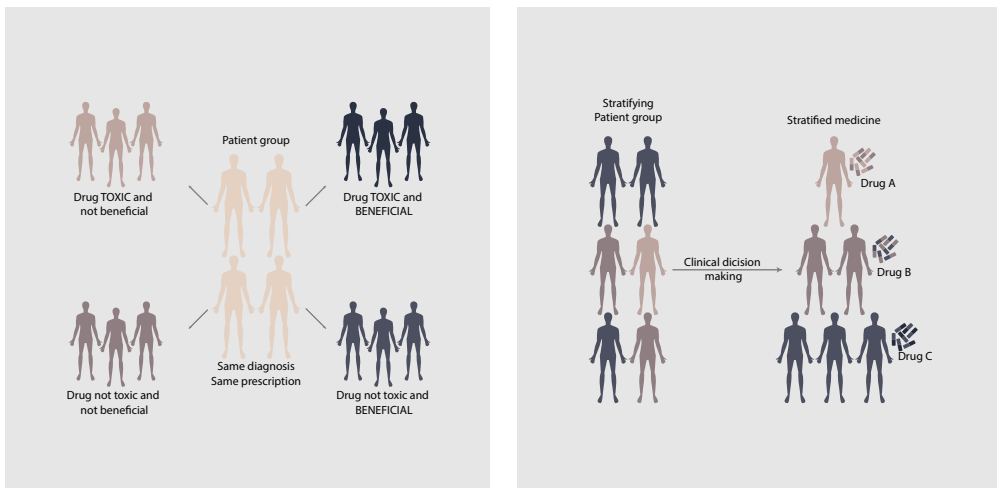 Patient group
Drug TOXIC and
not beneficial
Drug TOXIC and
BENEFICIAL
Same diagnosis
Same prescription
Drug not toxic and
not beneficial
Drug not toxic and
BENEFICIAL
Stratifying
Patient group
Stratified medicine
Drug A
Clinical dicision
making
Drug B
Drug C